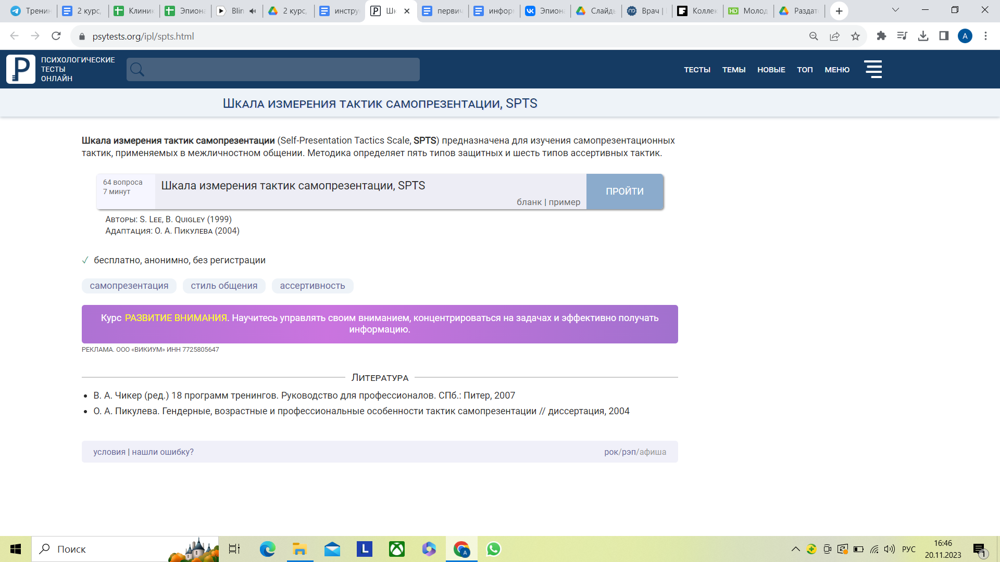 Тренин
2 курс,
Клиник
Эпиона
Blin
2 курс,
инстру
Шк
первич
инфор
Эпиона
Слайды
Врач |
Коллек
Молод
Раздат
psytests.org/ipl/spts.html
A
ПСИХОЛОГИЧЕСКИЕ
ТЕСТЫ
ОНЛАЙН
ТЕСТЫ ТЕМЫ НОВЫЕ ТОП МЕНЮ
Шкала измерения тактик самопрезентации, SPTS
Шкала измерения тактик самопрезентации (Self-Presentation Tactics Scale, SPTS) предназначена для изучения самопрезентационных
тактик, применяемых в межличностном общении. Методика определяет пять типов защитных и шесть типов ассертивных тактик.
64 вопроса
7 минут
Шкала измерения тактик самопрезентации, SPTS
бланк | пример
ПРОЙТИ
Авторы: S. Lee, B. Quigley (1999)
Адаптация: О. А. Пикулева (2004)
✓ бесплатно, анонимно, без регистрации
самопрезентация стиль общения ассертивность
Курс РАЗВИТИЕ ВНИМАНИЯ. Научитесь управлять своим вниманием, концентрироваться на задачах и эффективно получать
информацию.
РЕКЛАМА. ООО «ВИКИУМ» ИНН 7725805647
Литература
• В. А. Чикер (ред.) 18 программ тренингов. Руководство для профессионалов. СПб.: Питер, 2007
• О. А. Пикулева. Гендерные, возрастные и профессиональные особенности тактик самопрезентации // диссертация, 2004
условия | нашли ошибку?
рок/рэп/афиша
Поиск
L
A
РУС
16:46
20.11.2023
1